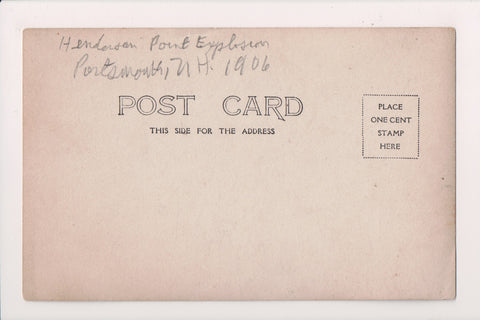 "Henderson" Point Explosion
Portsmouth, N.H. 1906
POST CARD
THIS SIDE FOR THE ADDRESS
PLACE
ONE CENT
STAMP
HERE